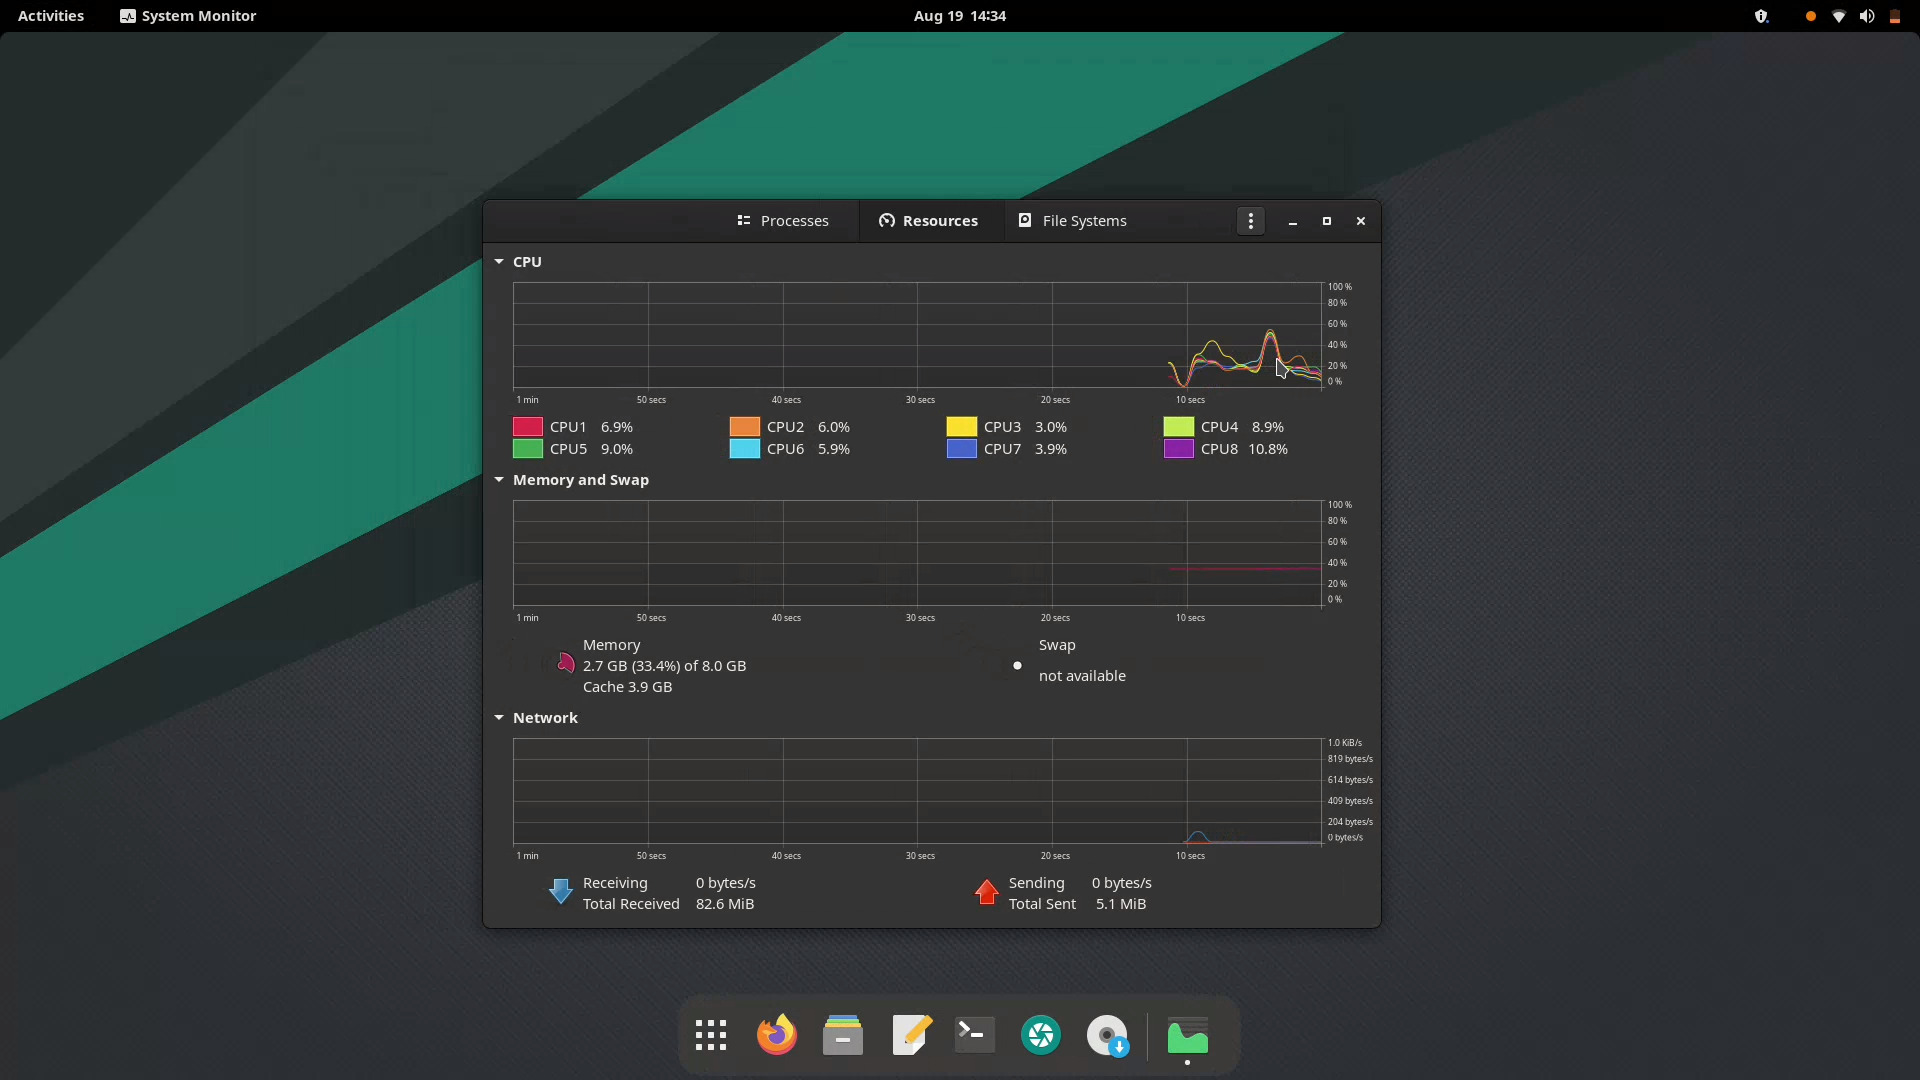 Activities System Monitor Aug 19 14:34
Processes Resources File Systems
CPU
100 %
80 %
60 %
40 %
20 %
0 %
1 min 50 secs 40 secs 30 secs 20 secs 10 secs
CPU1 6.9% CPU2 6.0% CPU3 3.0% CPU4 8.9%
CPU5 9.0% CPU6 5.9% CPU7 3.9% CPU8 10.8%
Memory and Swap
100 %
80 %
60 %
40 %
20 %
0 %
1 min 50 secs 40 secs 30 secs 20 secs 10 secs
Memory
2.7 GB (33.4%) of 8.0 GB
Cache 3.9 GB
Swap
not available
Network
1.0 KiB/s
819 bytes/s
614 bytes/s
409 bytes/s
204 bytes/s
0 bytes/s
1 min 50 secs 40 secs 30 secs 20 secs 10 secs
Receiving 0 bytes/s
Total Received 82.6 MiB
Sending 0 bytes/s
Total Sent 5.1 MiB